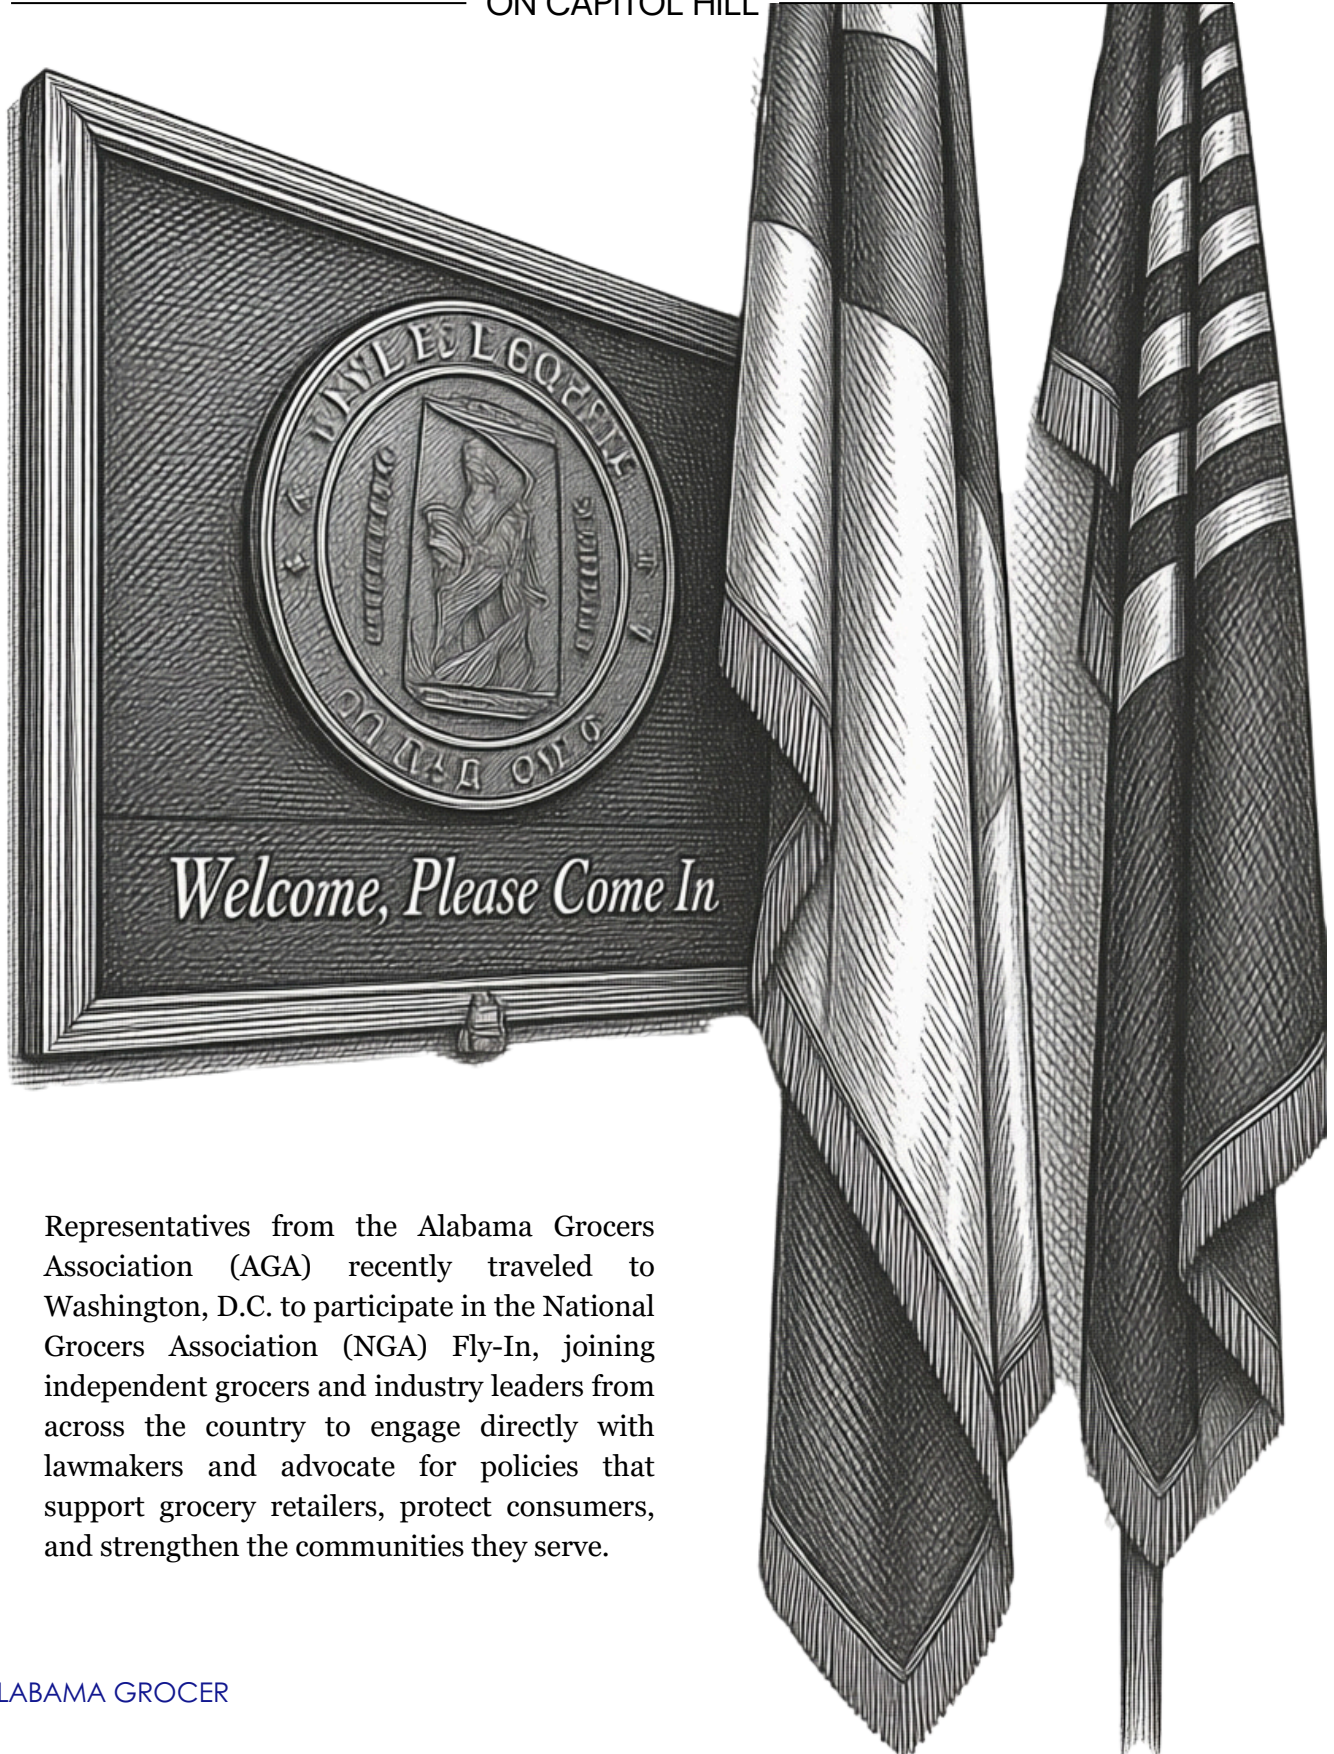 ON CAPITOL HILL
Welcome, Please Come In
Representatives from the Alabama Grocers
Association (AGA) recently traveled to
Washington, D.C. to participate in the National
Grocers Association (NGA) Fly-In, joining
independent grocers and industry leaders from
across the country to engage directly with
lawmakers and advocate for policies that
support grocery retailers, protect consumers,
and strengthen the communities they serve.
LABAMA GROCER